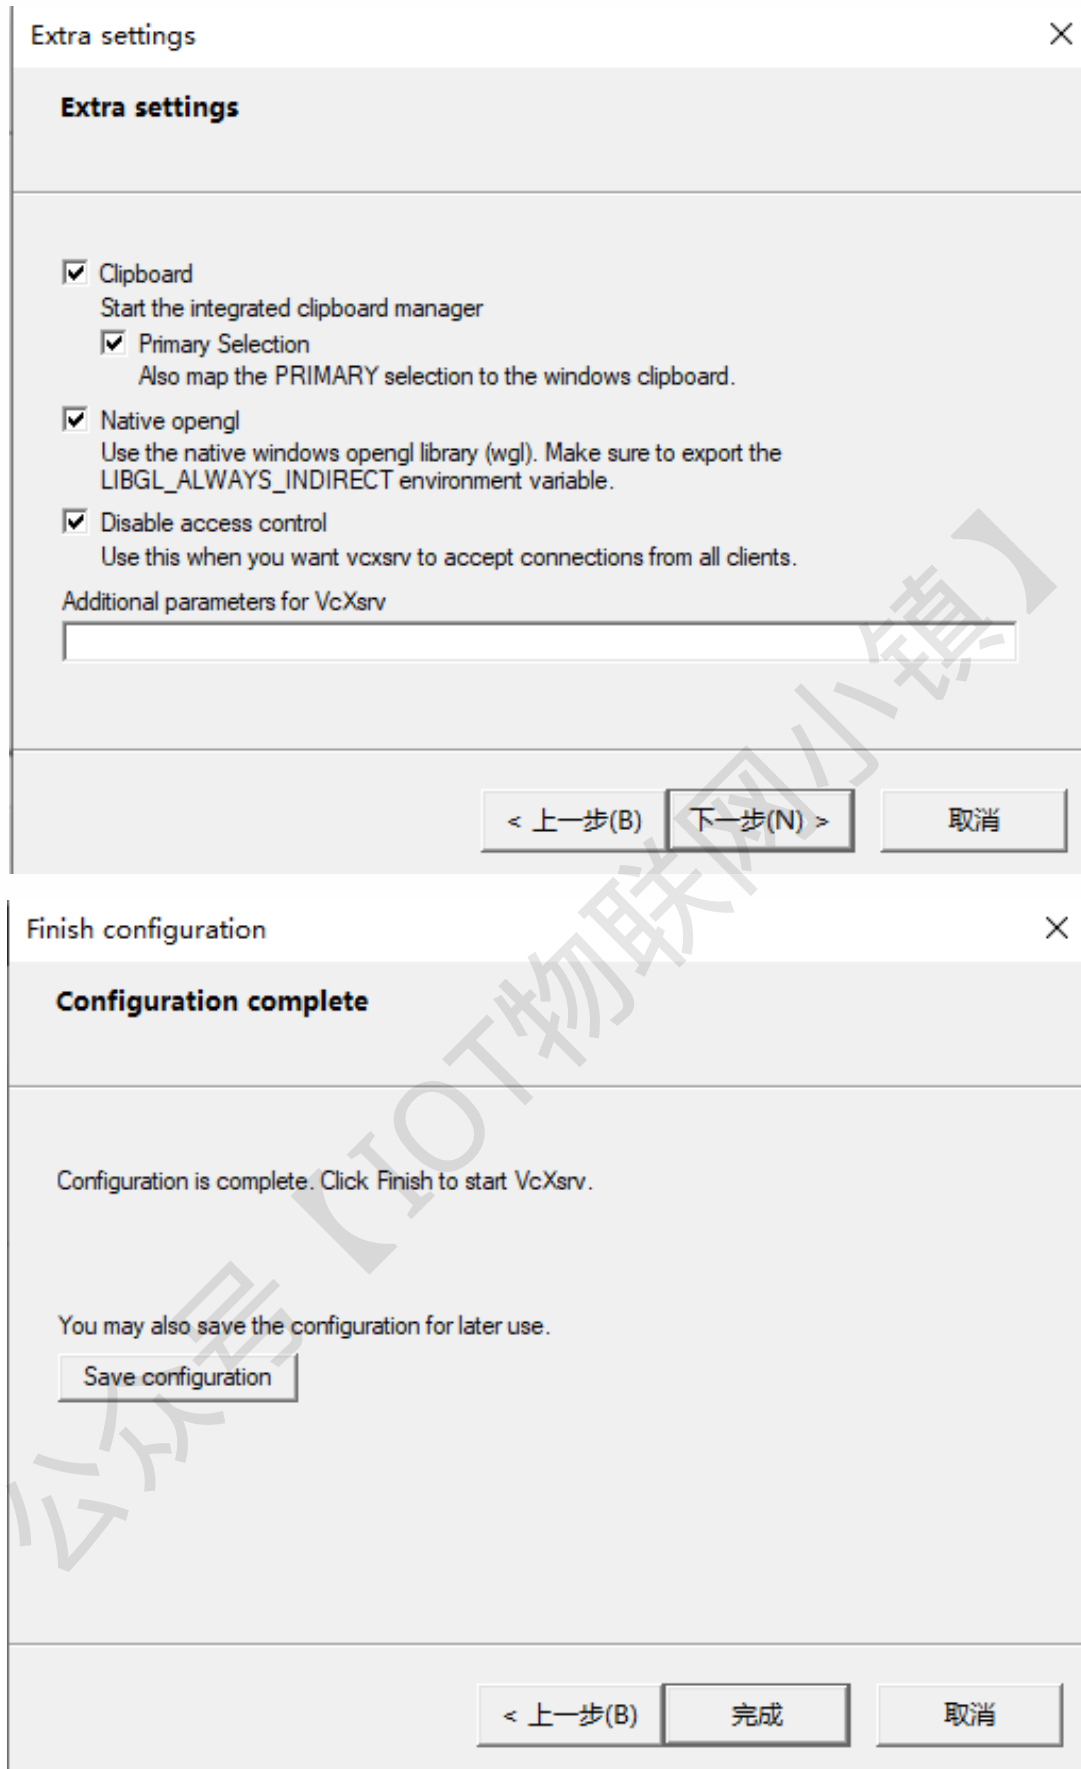 Extra settings
Extra settings
Clipboard
Start the integrated clipboard manager
Primary Selection
Also map the PRIMARY selection to the windows clipboard.
Native opengl
Use the native windows opengl library (wgl). Make sure to export the
LIBGL_ALWAYS_INDIRECT environment variable.
Disable access control
Use this when you want vcxsrv to accept connections from all clients.
Additional parameters for VcXsrv
< 上一步(B)
下一步(N) >
取消
Finish configuration
Configuration complete
Configuration is complete. Click Finish to start VcXsrv.
You may also save the configuration for later use.
Save configuration
< 上一步(B)
完成
取消
公众号【IOT物联网小镇】